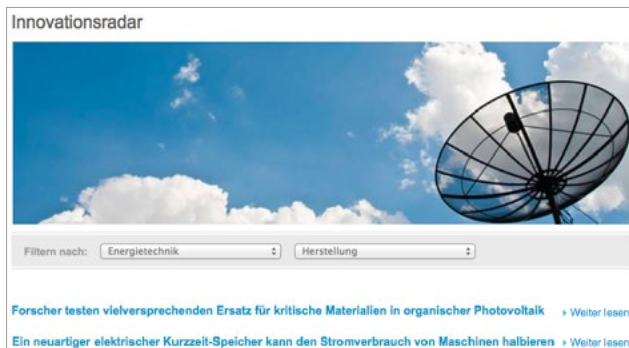 Innovationsradar
Filtern nach: Energietechnik Herstellung
Forscher testen vielversprechenden Ersatz für kritische Materialien in organischer Photovoltaik Weiter lesen
Ein neuartiger elektrischer Kurzzeit-Speicher kann den Stromverbrauch von Maschinen halbieren Weiter lesen